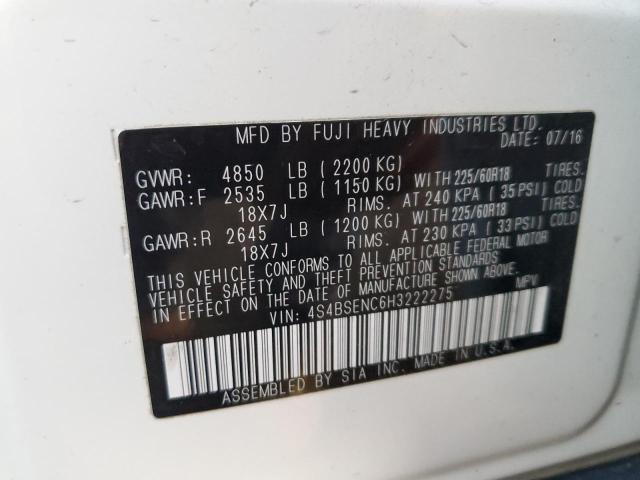 MFD BY FUJI HEAVY INDUSTRIES LTD.
DATE: 07/16
GVWR: 4850 LB (2200 KG)
GAWR:F 2535 LB (1150 KG) WITH 225/60R18 TIRES.
18X7J RIMS. AT 240 KPA (35 PSI) COLD
GAWR:R 2645 LB (1200 KG) WITH 225/60R18 TIRES.
18X7J RIMS. AT 230 KPA (33 PSI) COLD
THIS VEHICLE CONFORMS TO ALL APPLICABLE FEDERAL MOTOR
VEHICLE SAFETY AND THEFT PREVENTION STANDARDS
IN EFFECT ON THE DATE OF MANUFACTURE SHOWN ABOVE.
VIN: 4S4BSENC6H3222275 MPV
ASSEMBLED BY SIA INC. MADE IN U.S.A.